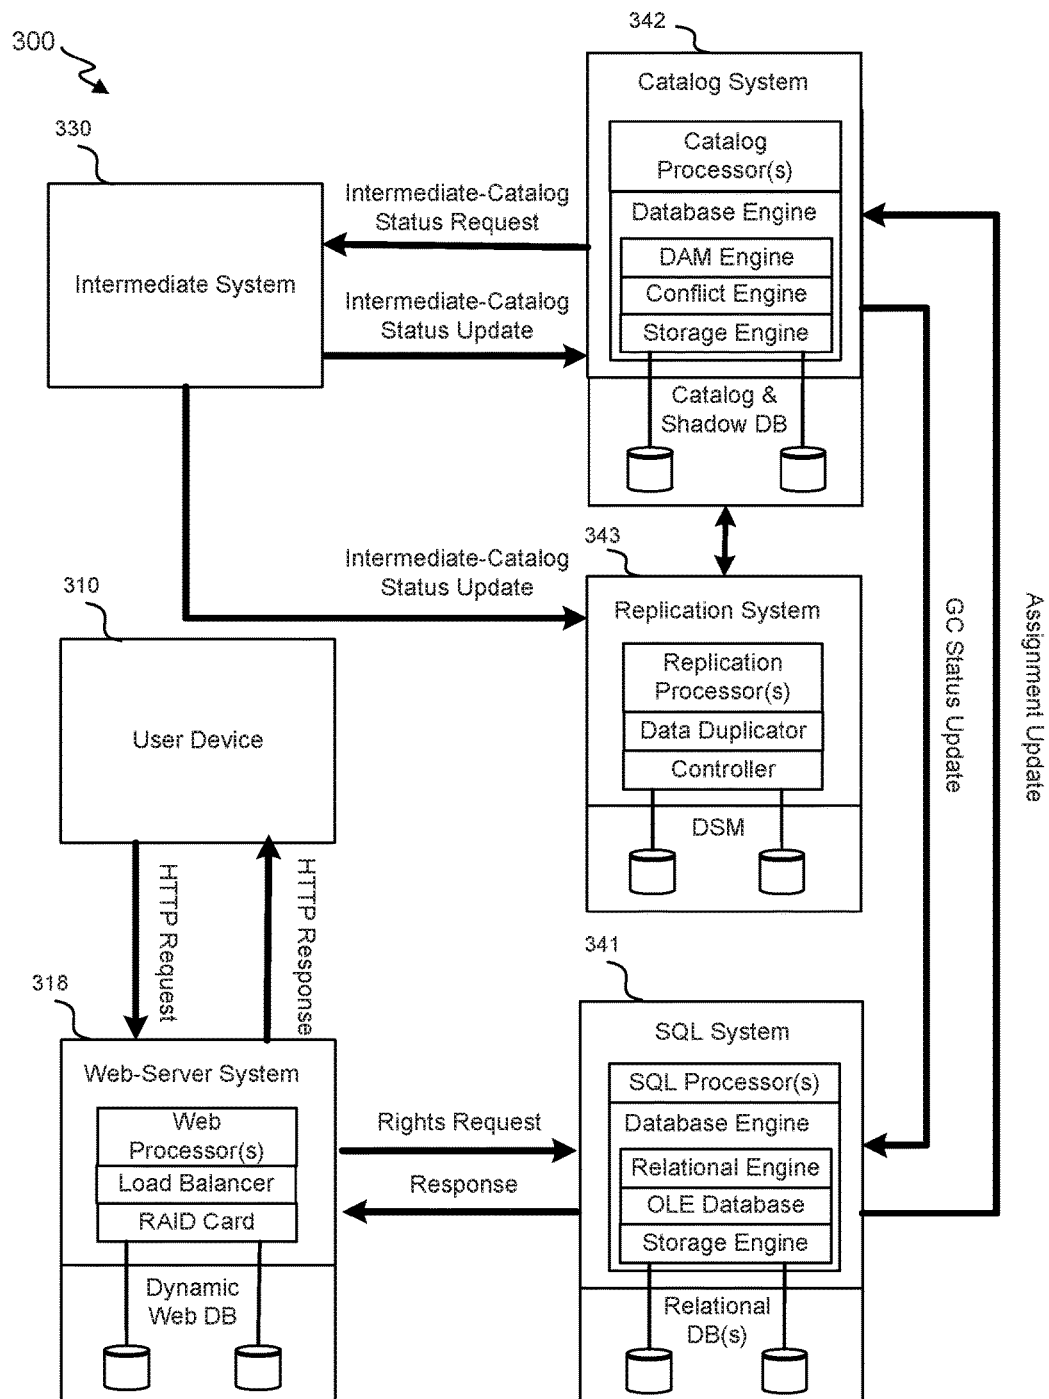 300
342
Catalog System
Catalog
Processor(s)
Database Engine
DAM Engine
Conflict Engine
Storage Engine
Catalog &
Shadow DB
330
Intermediate System
Intermediate-Catalog
Status Request
Intermediate-Catalog
Status Update
Intermediate-Catalog
Status Update
343
Replication System
Replication
Processor(s)
Data Duplicator
Controller
DSM
GC Status Update
Assignment Update
310
User Device
HTTP Request
HTTP Response
318
Web-Server System
Web
Processor(s)
Load Balancer
RAID Card
Dynamic
Web DB
Rights Request
Response
341
SQL System
SQL Processor(s)
Database Engine
Relational Engine
OLE Database
Storage Engine
Relational
DB(s)